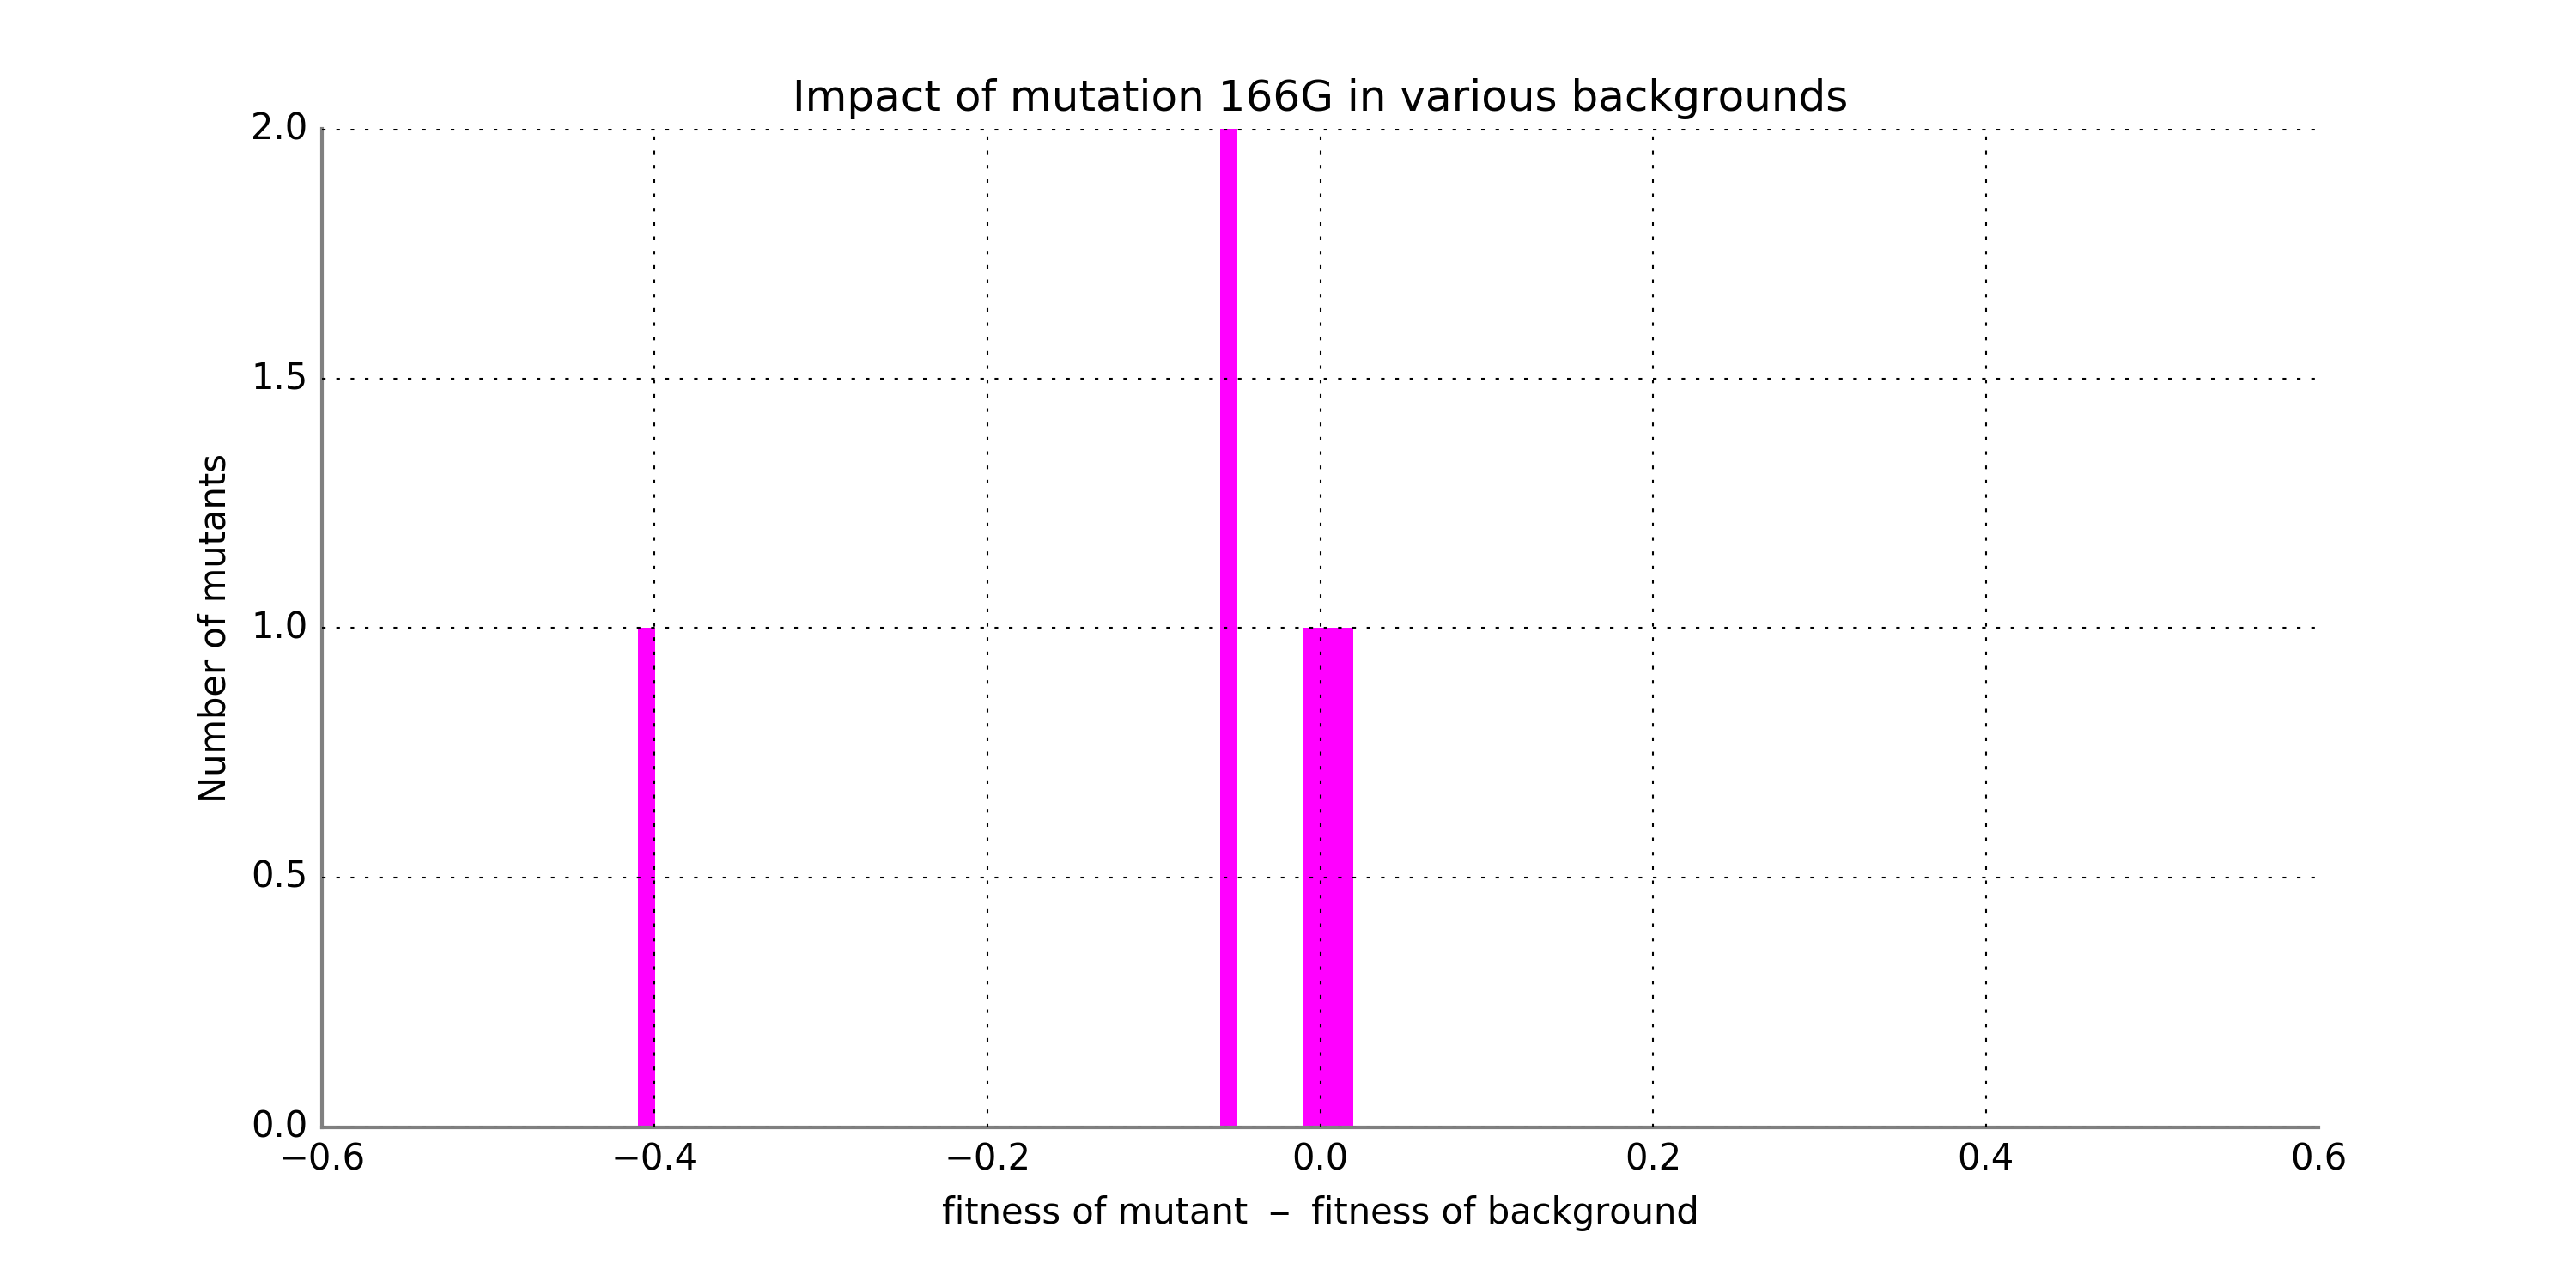 Impact of mutation 166G in various backgrounds
2.0
1.5
1.0
0.5
0.0
Number of mutants
−0.6 −0.4 −0.2 0.0 0.2 0.4 0.6
fitness of mutant − fitness of background